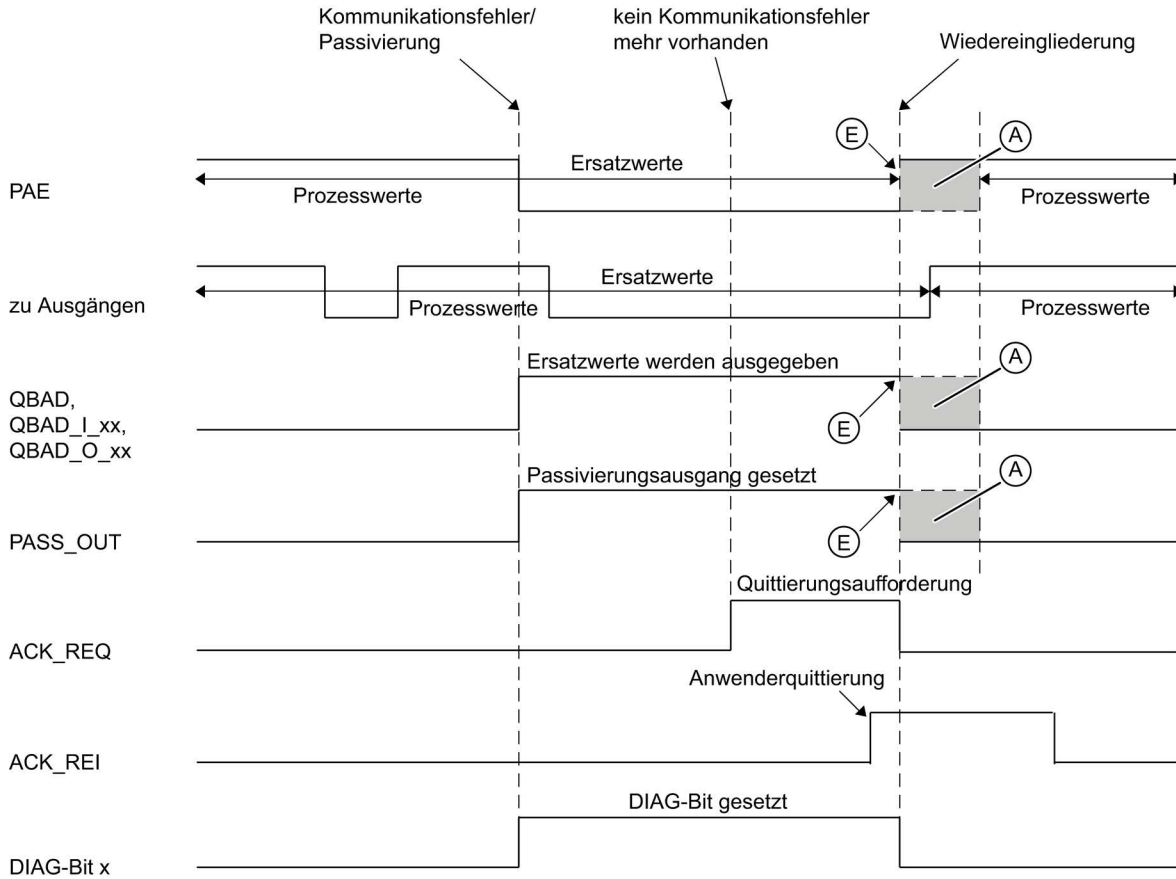 Kommunikationsfehler/
Passivierung
kein Kommunikationsfehler
mehr vorhanden
Wiedereingliederung
E
A
PAE
Ersatzwerte
Prozesswerte
Prozesswerte
zu Ausgängen
Ersatzwerte
Prozesswerte
Prozesswerte
Ersatzwerte werden ausgegeben
A
QBAD,
QBAD_I_xx,
QBAD_O_xx
E
Passivierungsausgang gesetzt
A
PASS_OUT
E
Quittierungsaufforderung
ACK_REQ
Anwenderquittierung
ACK_REI
DIAG-Bit gesetzt
DIAG-Bit x